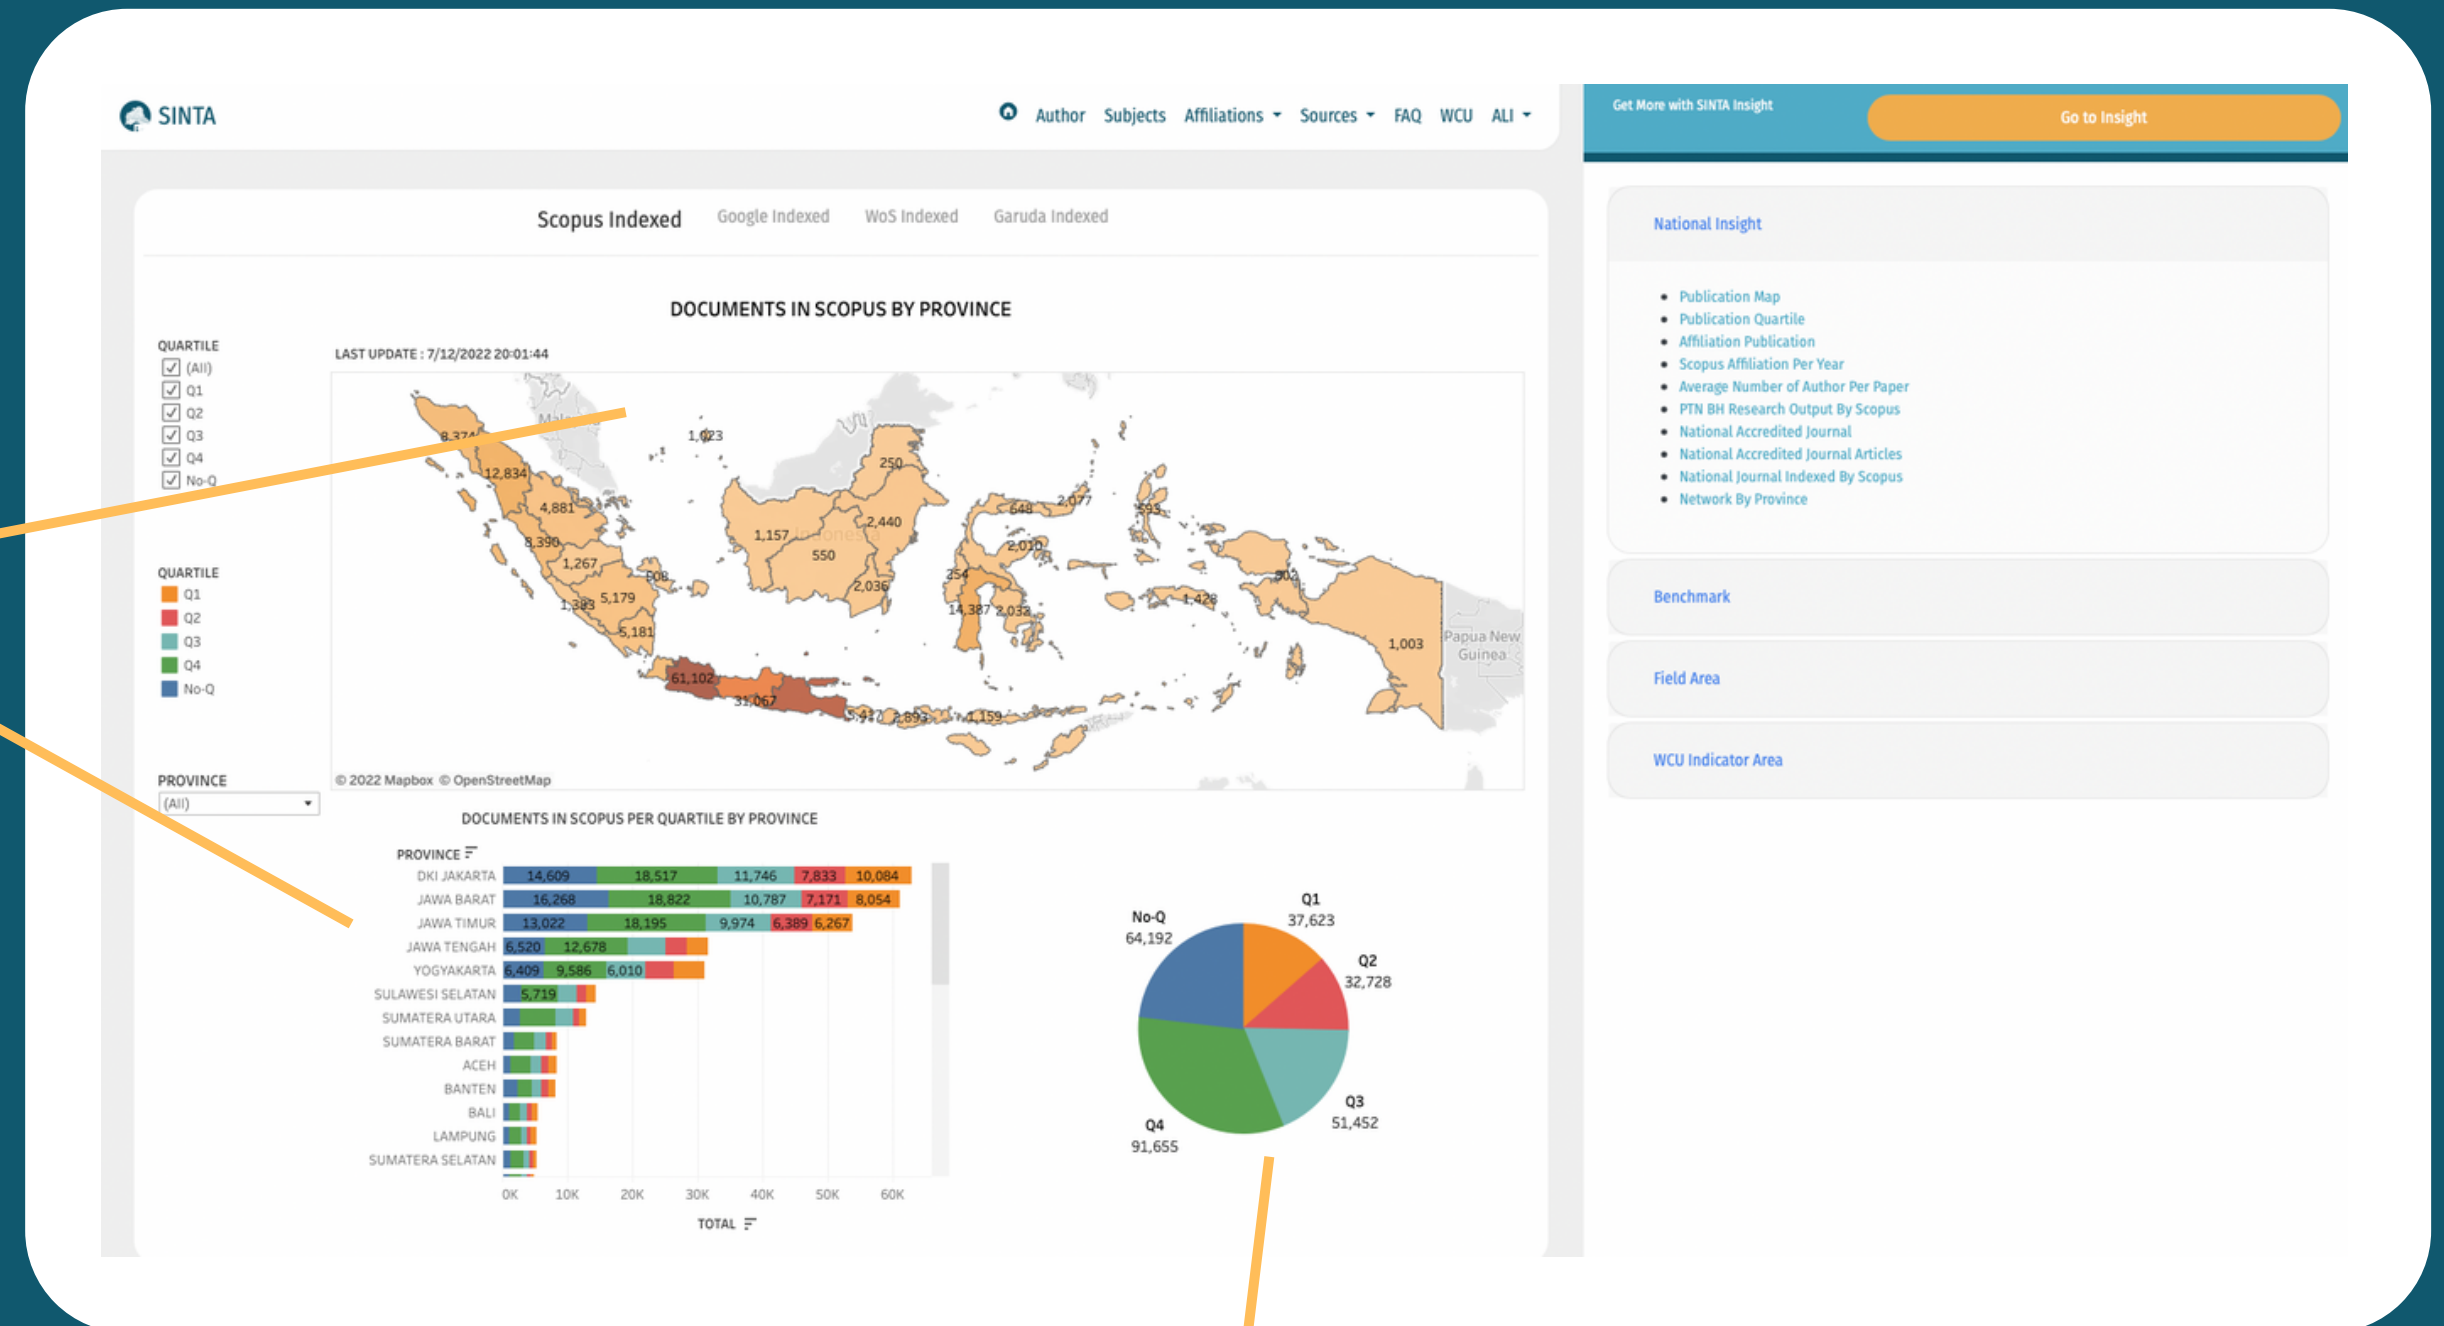 SINTA
Author Subjects Affiliations Sources FAQ WCU ALI
Get More with SINTA Insight
Go to Insight
Scopus Indexed Google Indexed WoS Indexed Garuda Indexed
DOCUMENTS IN SCOPUS BY PROVINCE
QUARTILE
(All)
Q1
Q2
Q3
Q4
No-Q
LAST UPDATE : 7/12/2022 20:01:44
1,023
8,374
12,834
250
4,881
2,077
648
593
2,440
1,157
Indonesia
8,390
550
2,010
1,267
608
254
902
2,036
5,179
1,383
14,387
2,032
1,428
5,181
1,003
Papua New
Guinea
61,102
31,067
2,893
1,159
© 2022 Mapbox © OpenStreetMap
QUARTILE
Q1
Q2
Q3
Q4
No-Q
PROVINCE
(All)
DOCUMENTS IN SCOPUS PER QUARTILE BY PROVINCE
PROVINCE
DKI JAKARTA 14,609 18,517 11,746 7,833 10,084
JAWA BARAT 16,268 18,822 10,787 7,171 8,054
JAWA TIMUR 13,022 18,195 9,974 6,389 6,267
JAWA TENGAH 6,520 12,678
YOGYAKARTA 6,409 9,586 6,010
SULAWESI SELATAN 5,719
SUMATERA UTARA
SUMATERA BARAT
ACEH
BANTEN
BALI
LAMPUNG
SUMATERA SELATAN
0K 10K 20K 30K 40K 50K 60K
TOTAL
Q1
37,623
No-Q
64,192
Q2
32,728
Q3
51,452
Q4
91,655
National Insight
Publication Map
Publication Quartile
Affiliation Publication
Scopus Affiliation Per Year
Average Number of Author Per Paper
PTN BH Research Output By Scopus
National Accredited Journal
National Accredited Journal Articles
National Journal Indexed By Scopus
Network By Province
Benchmark
Field Area
WCU Indicator Area